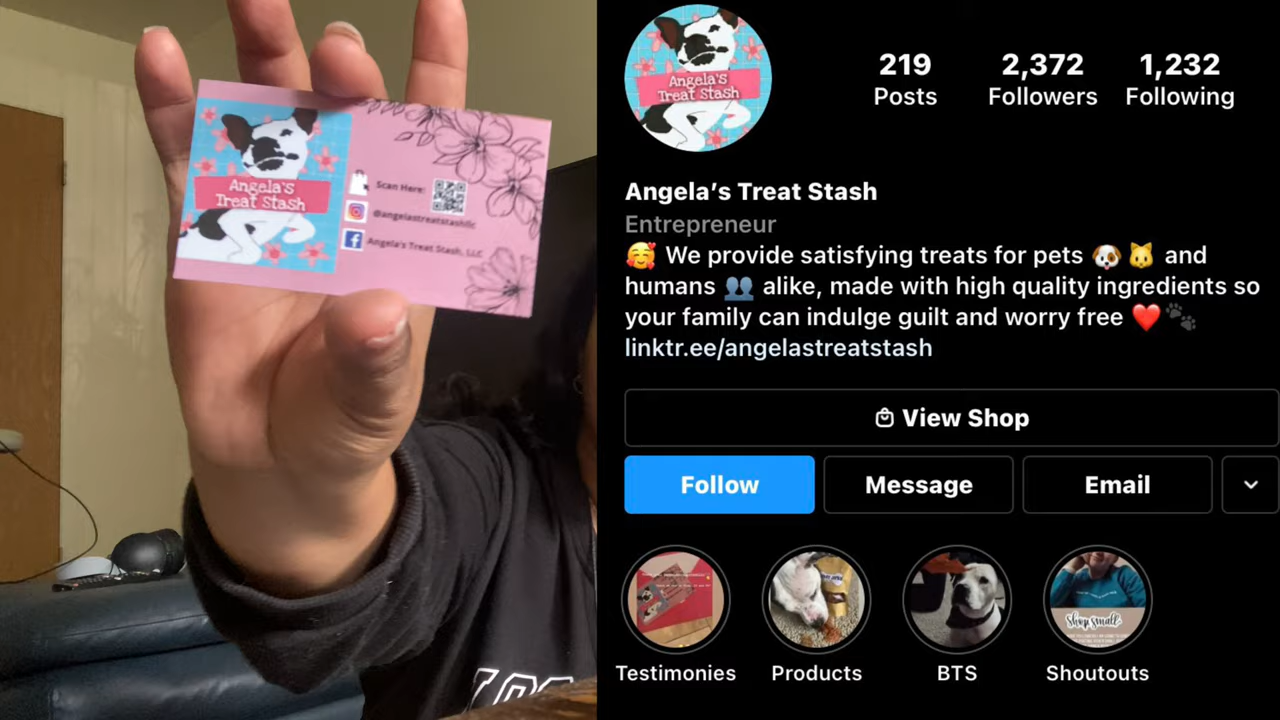 Angela's
Treat Stash
Scan Here:
@angelastreatstashllc
Angela's Treat Stash, LLC
Angela's
Treat Stash
219
Posts
2,372
Followers
1,232
Following
Angela's Treat Stash
Entrepreneur
🥰 We provide satisfying treats for pets 🐶 🐱 and
humans 👥 alike, made with high quality ingredients so
your family can indulge guilt and worry free ❤️🐾
linktr.ee/angelastreatstash
View Shop
Follow
Message
Email
Shop small
Testimonies
Products
BTS
Shoutouts